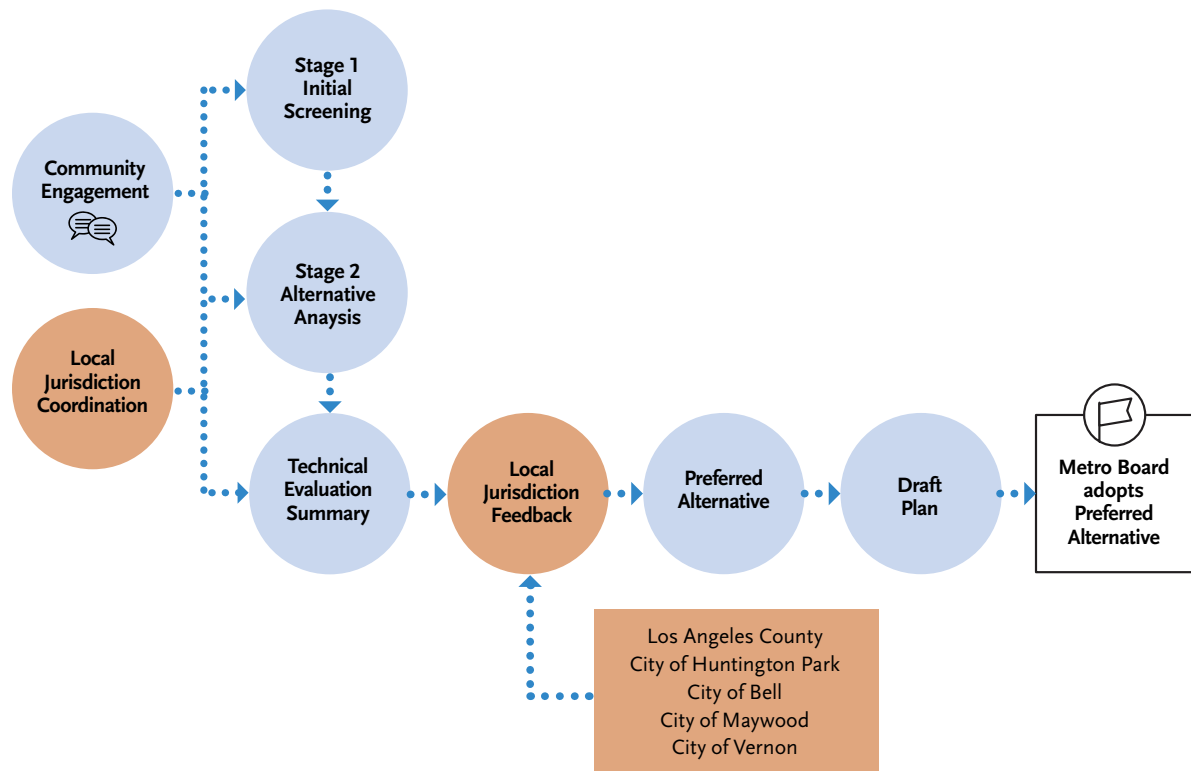 Stage 1
Initial
Screening
Community
Engagement
Stage 2
Alternative
Anaysis
Local
Jurisdiction
Coordination
Technical
Evaluation
Summary
Local
Jurisdiction
Feedback
Preferred
Alternative
Draft
Plan
Metro Board
adopts
Preferred
Alternative
Los Angeles County
City of Huntington Park
City of Bell
City of Maywood
City of Vernon